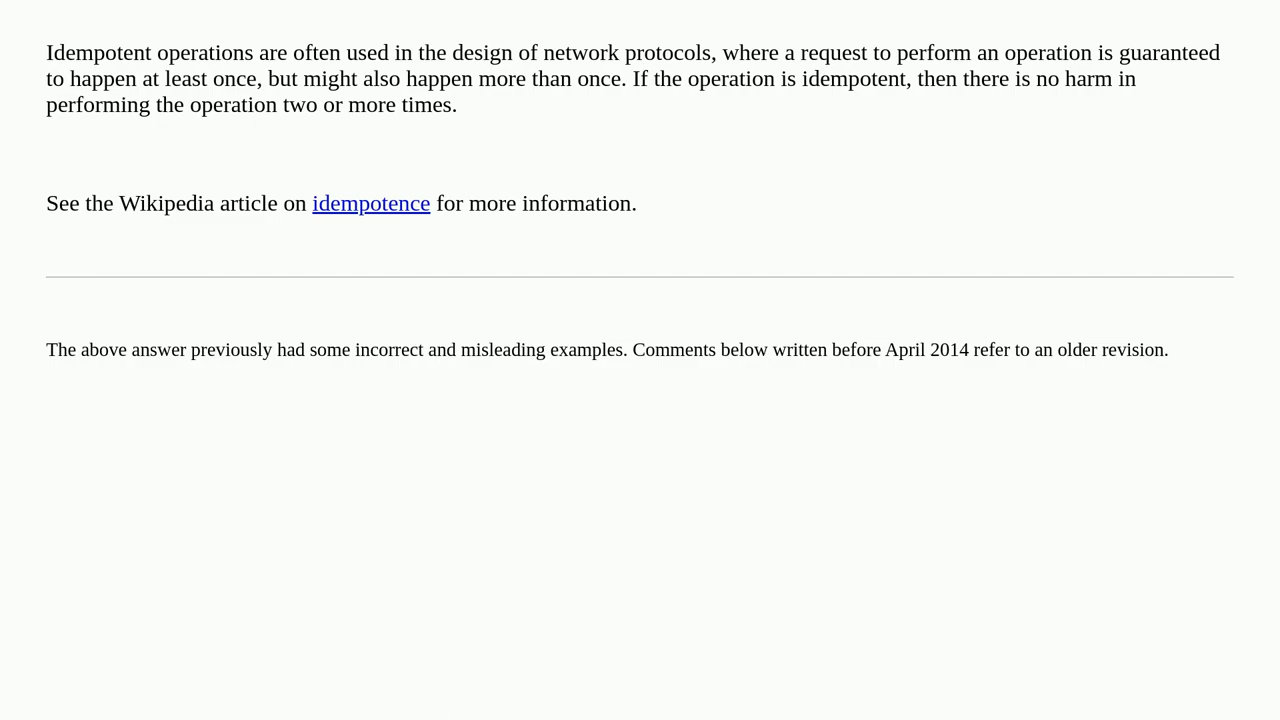 Idempotent operations are often used in the design of network protocols, where a request to perform an operation is guaranteed
to happen at least once, but might also happen more than once. If the operation is idempotent, then there is no harm in
performing the operation two or more times.
See the Wikipedia article on idempotence for more information.
The above answer previously had some incorrect and misleading examples. Comments below written before April 2014 refer to an older revision.